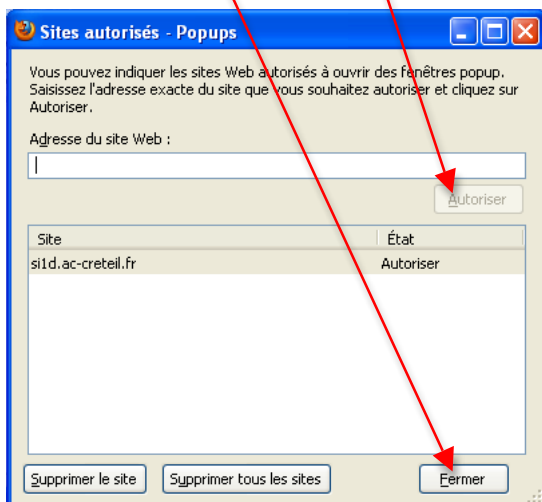 Sites autorisés - Popups
Vous pouvez indiquer les sites Web autorisés à ouvrir des fenêtres popup.
Saisissez l'adresse exacte du site que vous souhaitez autoriser et cliquez sur
Autoriser.
Adresse du site Web :
Autoriser
Site État
si1d.ac-creteil.fr Autoriser
Supprimer le site Supprimer tous les sites Fermer